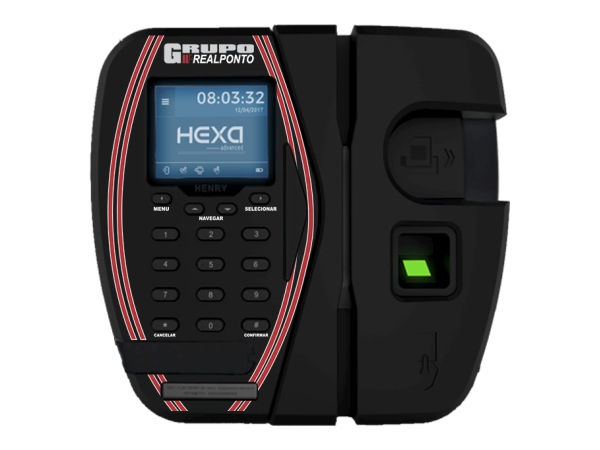 GRUPO
REALPONTO
08:03:32
12/04/2017
HEXA
advanced
HENRY
MENU
SELECIONAR
NAVEGAR
1 2 3
4 5 6
7 8 9
* 0 #
CANCELAR
CONFIRMAR